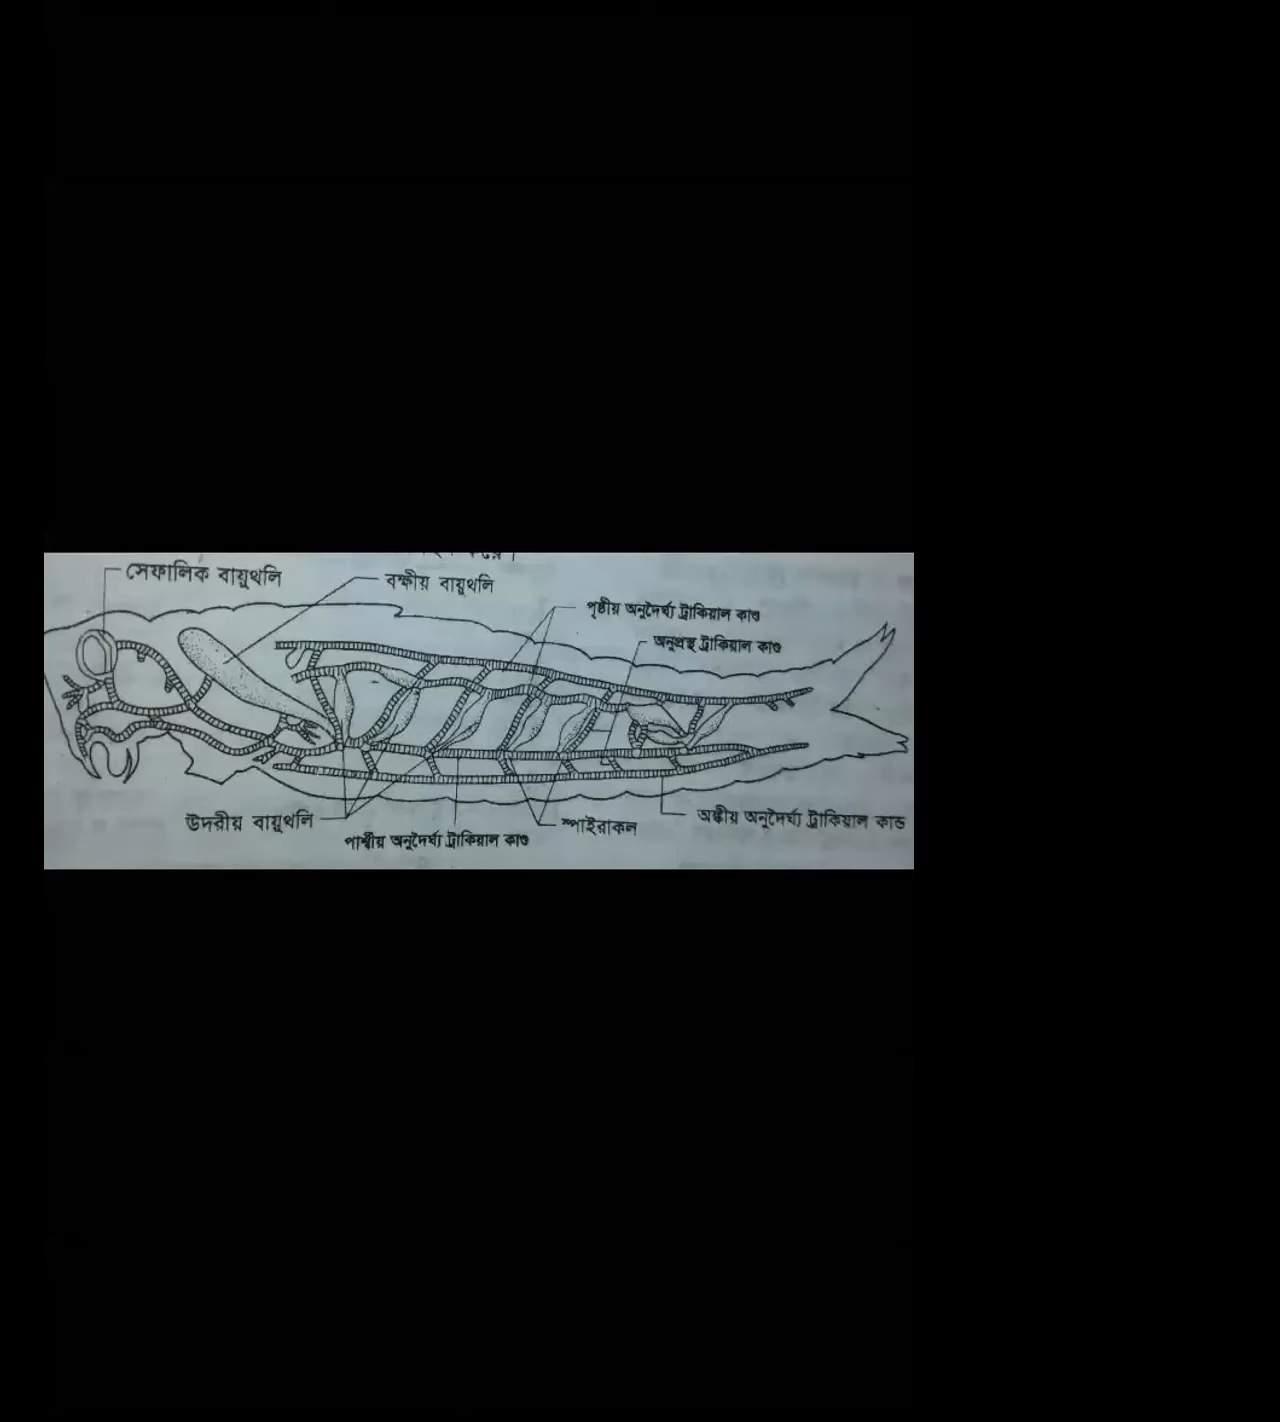 সেফালিক বায়ুথলি
বক্ষীয় বায়ুথলি
পৃষ্ঠীয় অনুদৈর্ঘ্য ট্রাকিয়াল কাণ্ড
অনুপ্রস্থ ট্রাকিয়াল কাণ্ড
উদরীয় বায়ুথলি
পার্শ্বীয় অনুদৈর্ঘ্য ট্রাকিয়াল কাণ্ড
স্পাইরাকল
অঙ্কীয় অনুদৈর্ঘ্য ট্রাকিয়াল কান্ড